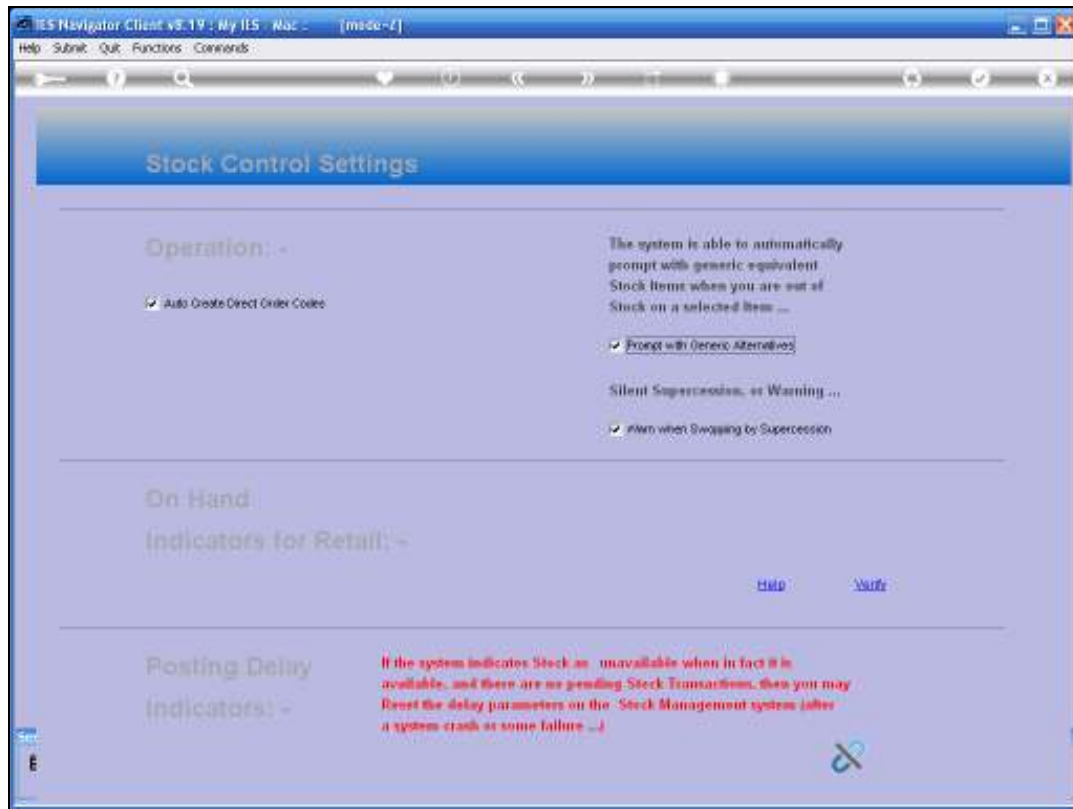 IES Navigator Client v8.19 : My IES - Mac :
Help Submit Quit Functions Commands
Stock Control Settings
Operation: -
Auto Create Direct Order Codes
The system is able to automatically
prompt with generic equivalent
Stock Items when you are out of
Stock on a selected Item ...
Prompt with Generic Alternatives
Silent Supercession, or Warning ...
Warn when Swapping by Supercession
On Hand
Indicators for Retail: -
Help Verify
Posting Delay
Indicators: -
If the system indicates Stock as unavailable when in fact it is
available, and there are no pending Stock Transactions, then you may
Reset the delay parameters on the Stock Management system (after
a system crash or some failure ...)